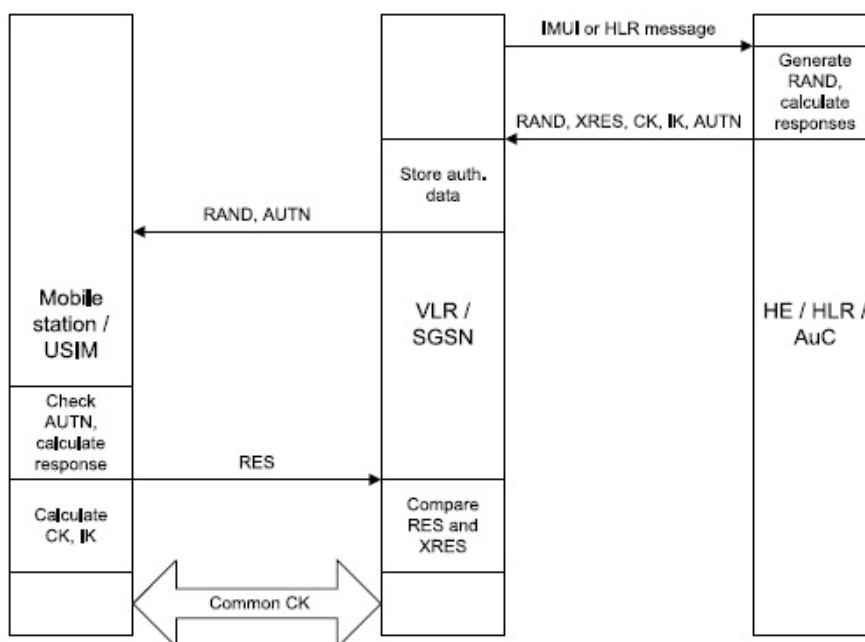 IMUI or HLR message
Generate
RAND,
calculate
responses
RAND, XRES, CK, IK, AUTN
Store auth.
data
RAND, AUTN
Mobile
station /
USIM
VLR /
SGSN
HE / HLR /
AuC
Check
AUTN,
calculate
response
RES
Calculate
CK, IK
Compare
RES and
XRES
Common CK